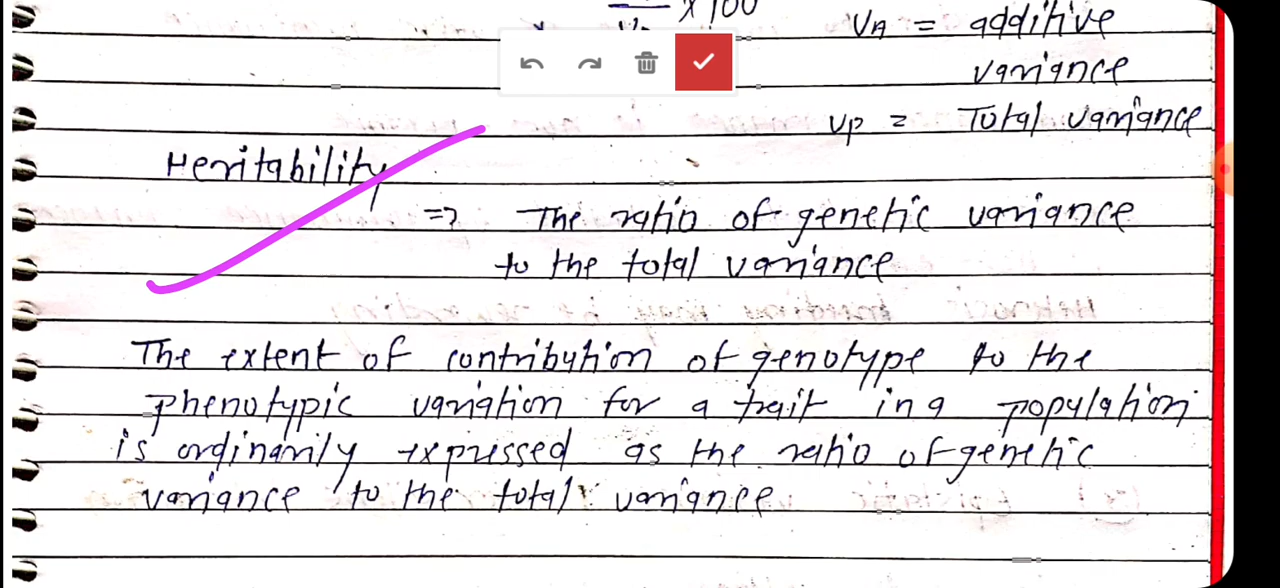 x 100
VA = additive
variance
VP = Total variance
Heritability
=> The ratio of genetic variance
to the total variance
The extent of contribution of genotype to the
phenotypic variation for a trait in a population
is ordinarily expressed as the ratio of genetic
variance to the total variance